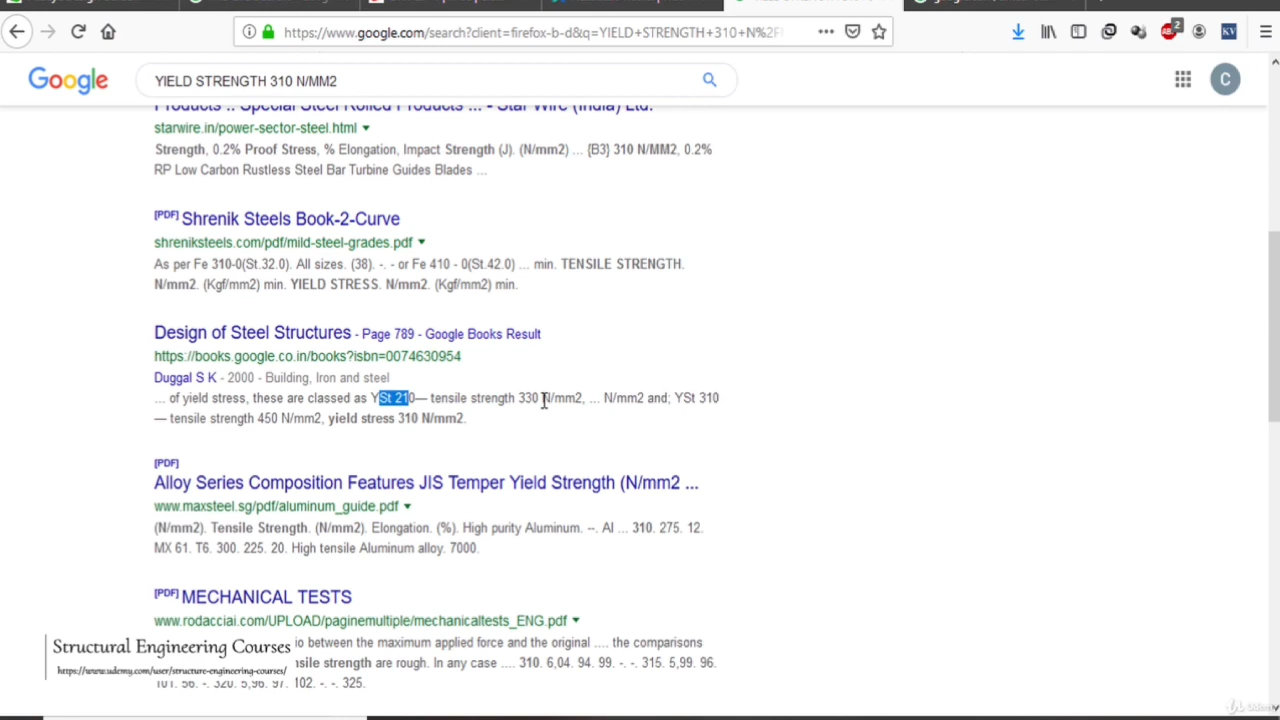 https://www.google.com/search?client=firefox-b-d&q=YIELD+STRENGTH+310+N%2F
2
C
KV
Google
YIELD STRENGTH 310 N/MM2
Products .. Special Steel Rolled Products ... - Star Wire (India) Ltd.
starwire.in/power-sector-steel.html
Strength, 0.2% Proof Stress, % Elongation, Impact Strength (J). (N/mm2) ... {B3} 310 N/MM2, 0.2%
RP Low Carbon Rustless Steel Bar Turbine Guides Blades ...
[PDF] Shrenik Steels Book-2-Curve
shreniksteels.com/pdf/mild-steel-grades.pdf
As per Fe 310-0(St.32.0). All sizes. (38). -. - or Fe 410 - 0(St.42.0) ... min. TENSILE STRENGTH.
N/mm2. (Kgf/mm2) min. YIELD STRESS. N/mm2. (Kgf/mm2) min.
Design of Steel Structures - Page 789 - Google Books Result
https://books.google.co.in/books?isbn=0074630954
Duggal S K - 2000 - Building, Iron and steel
... of yield stress, these are classed as YSt 210— tensile strength 330 N/mm2, ... N/mm2 and; YSt 310
— tensile strength 450 N/mm2, yield stress 310 N/mm2.
[PDF]
Alloy Series Composition Features JIS Temper Yield Strength (N/mm2 ...
www.maxsteel.sg/pdf/aluminum_guide.pdf
(N/mm2). Tensile Strength. (N/mm2). Elongation. (%). High purity Aluminum. --. Al ... 310. 275. 12.
MX 61. T6. 300. 225. 20. High tensile Aluminum alloy. 7000.
[PDF] MECHANICAL TESTS
www.rodacciai.com/UPLOAD/paginemultiple/mechanicaltests_ENG.pdf
io between the maximum applied force and the original .... the comparisons
nsile strength are rough. In any case .... 310. 6,04. 94. 99. -. -. 315. 5,99. 96.
101. 56. -. 320. 5,96. 97. 102. -. -. 325.
Structural Engineering Courses
https://www.udemy.com/user/structure-engineering-courses/
Udemy